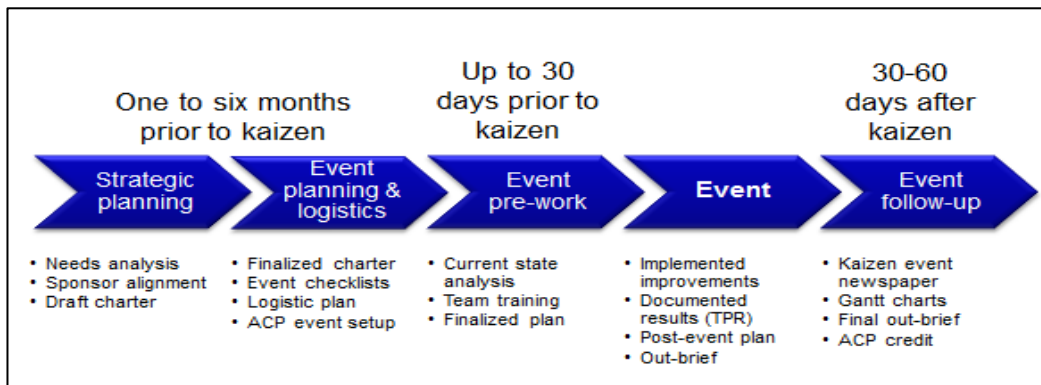 One to six months
prior to kaizen
Up to 30
days prior to
kaizen
30-60
days after
kaizen
Strategic
planning
Event
planning &
logistics
Event
pre-work
Event
Event
follow-up
• Needs analysis
• Sponsor alignment
• Draft charter
• Finalized charter
• Event checklists
• Logistic plan
• ACP event setup
• Current state
analysis
• Team training
• Finalized plan
• Implemented
improvements
• Documented
results (TPR)
• Post-event plan
• Out-brief
• Kaizen event
newspaper
• Gantt charts
• Final out-brief
• ACP credit